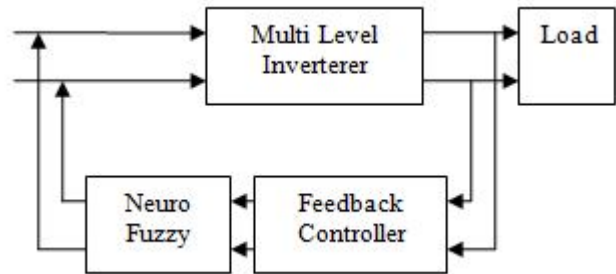 Multi Level
Inverterer
Load
Neuro
Fuzzy
Feedback
Controller